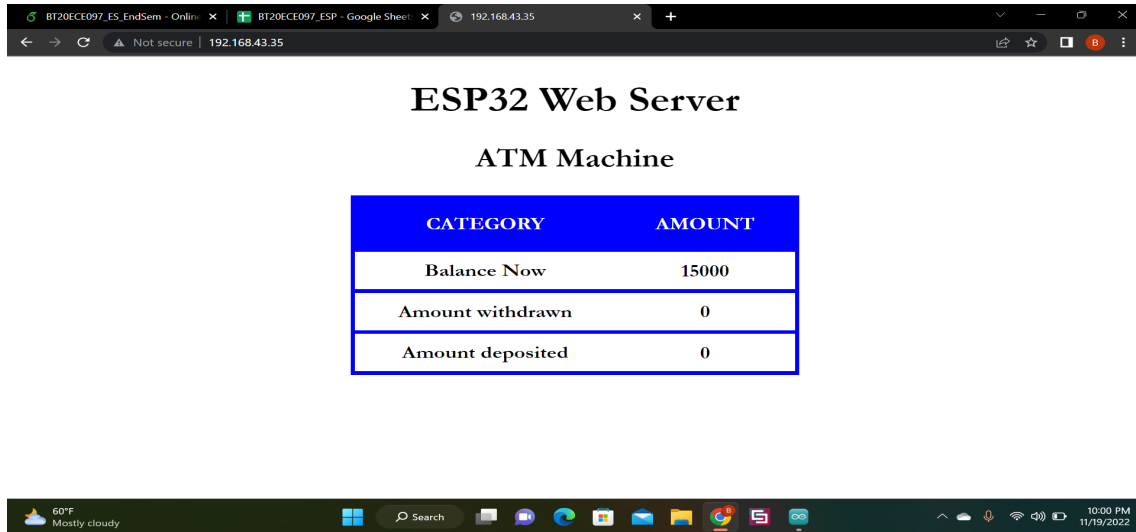 BT20ECE097_ES_EndSem - Online
BT20ECE097_ESP - Google Sheet
192.168.43.35
Not secure | 192.168.43.35
B
ESP32 Web Server
ATM Machine
CATEGORY AMOUNT
Balance Now 15000
Amount withdrawn 0
Amount deposited 0
60°F
Mostly cloudy
Search
10:00 PM
11/19/2022